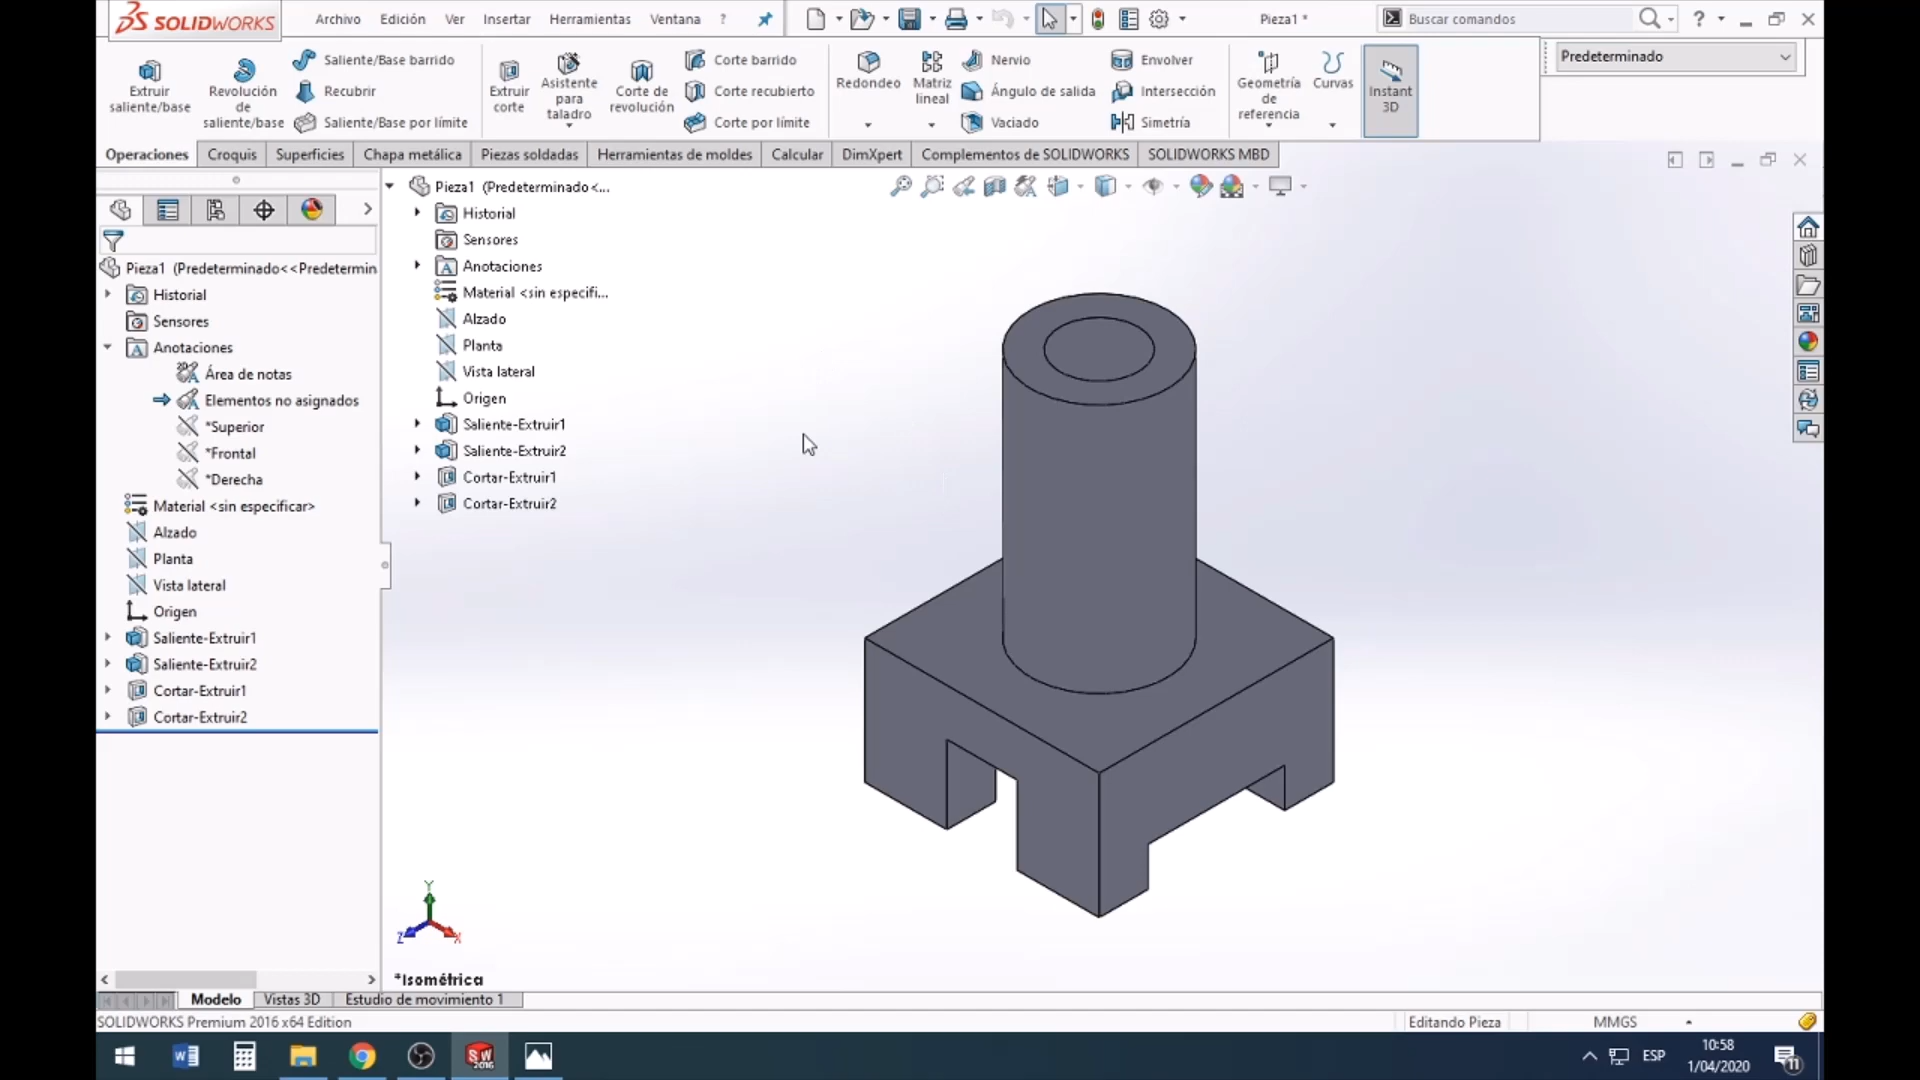 SOLIDWORKS Archivo Edición Ver Insertar Herramientas Ventana ? Pieza1 * Buscar comandos ?
Extruir saliente/base
Revolución de saliente/base
Saliente/Base barrido
Recubrir
Saliente/Base por límite
Extruir corte
Asistente para taladro
Corte de revolución
Corte barrido
Corte recubierto
Corte por límite
Redondeo
Matriz lineal
Nervio
Ángulo de salida
Vaciado
Envolver
Intersección
Simetría
Geometría de referencia
Curvas
Instant 3D
Predeterminado
Operaciones Croquis Superficies Chapa metálica Piezas soldadas Herramientas de moldes Calcular DimXpert Complementos de SOLIDWORKS SOLIDWORKS MBD
Pieza1 (Predeterminado<<Predetermin
Historial
Sensores
Anotaciones
Área de notas
Elementos no asignados
*Superior
*Frontal
*Derecha
Material <sin especificar>
Alzado
Planta
Vista lateral
Origen
Saliente-Extruir1
Saliente-Extruir2
Cortar-Extruir1
Cortar-Extruir2
Pieza1 (Predeterminado<...
Historial
Sensores
Anotaciones
Material <sin especifi...
Alzado
Planta
Vista lateral
Origen
Saliente-Extruir1
Saliente-Extruir2
Cortar-Extruir1
Cortar-Extruir2
Y
Z X
*Isométrica
Modelo Vistas 3D Estudio de movimiento 1
SOLIDWORKS Premium 2016 x64 Edition Editando Pieza MMGS
ESP
10:58
1/04/2020
11
SW
2016